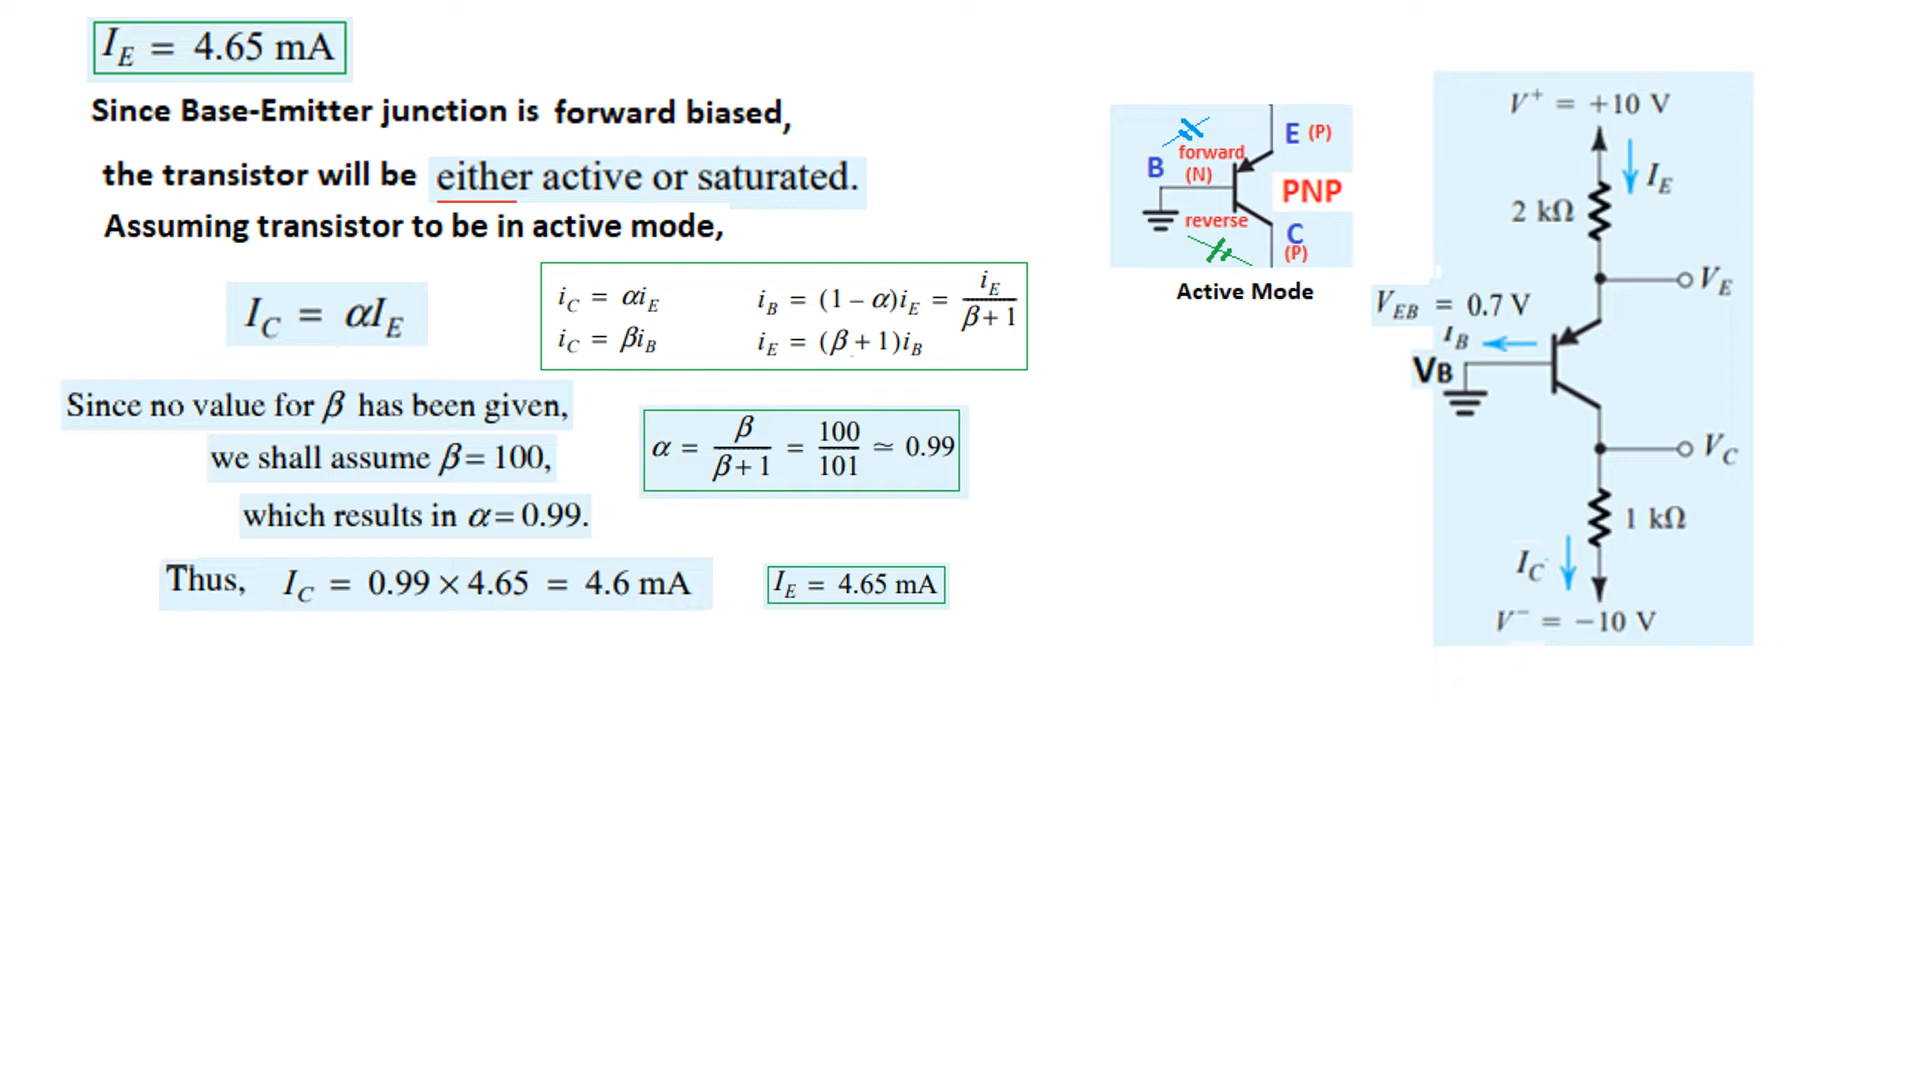 I_E = 4.65 mA
Since Base-Emitter junction is forward biased,
the transistor will be either active or saturated.
Assuming transistor to be in active mode,
I_C = αI_E
i_C = αi_E
i_B = (1 − α)i_E = i_E / β + 1
i_C = βi_B
i_E = (β + 1)i_B
Since no value for β has been given,
we shall assume β = 100,
which results in α = 0.99.
α = β / β + 1 = 100 / 101 ≃ 0.99
Thus, I_C = 0.99 × 4.65 = 4.6 mA
I_E = 4.65 mA
E (P)
forward
B
(N)
PNP
reverse
C
(P)
Active Mode
V⁺ = +10 V
I_E
2 kΩ
V_E
V_EB = 0.7 V
I_B
VB
V_C
1 kΩ
I_C
V⁻ = −10 V